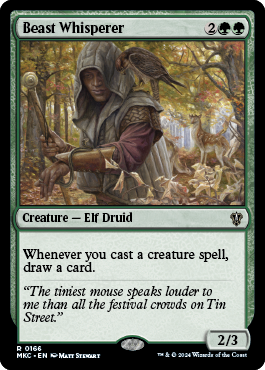 Beast Whisperer 2
Creature — Elf Druid
Whenever you cast a creature spell,
draw a card.
“The tiniest mouse speaks louder to
me than all the festival crowds on Tin
Street.”
2/3
R 0166
MKC • EN Matt Stewart
™ & © 2024 Wizards of the Coast